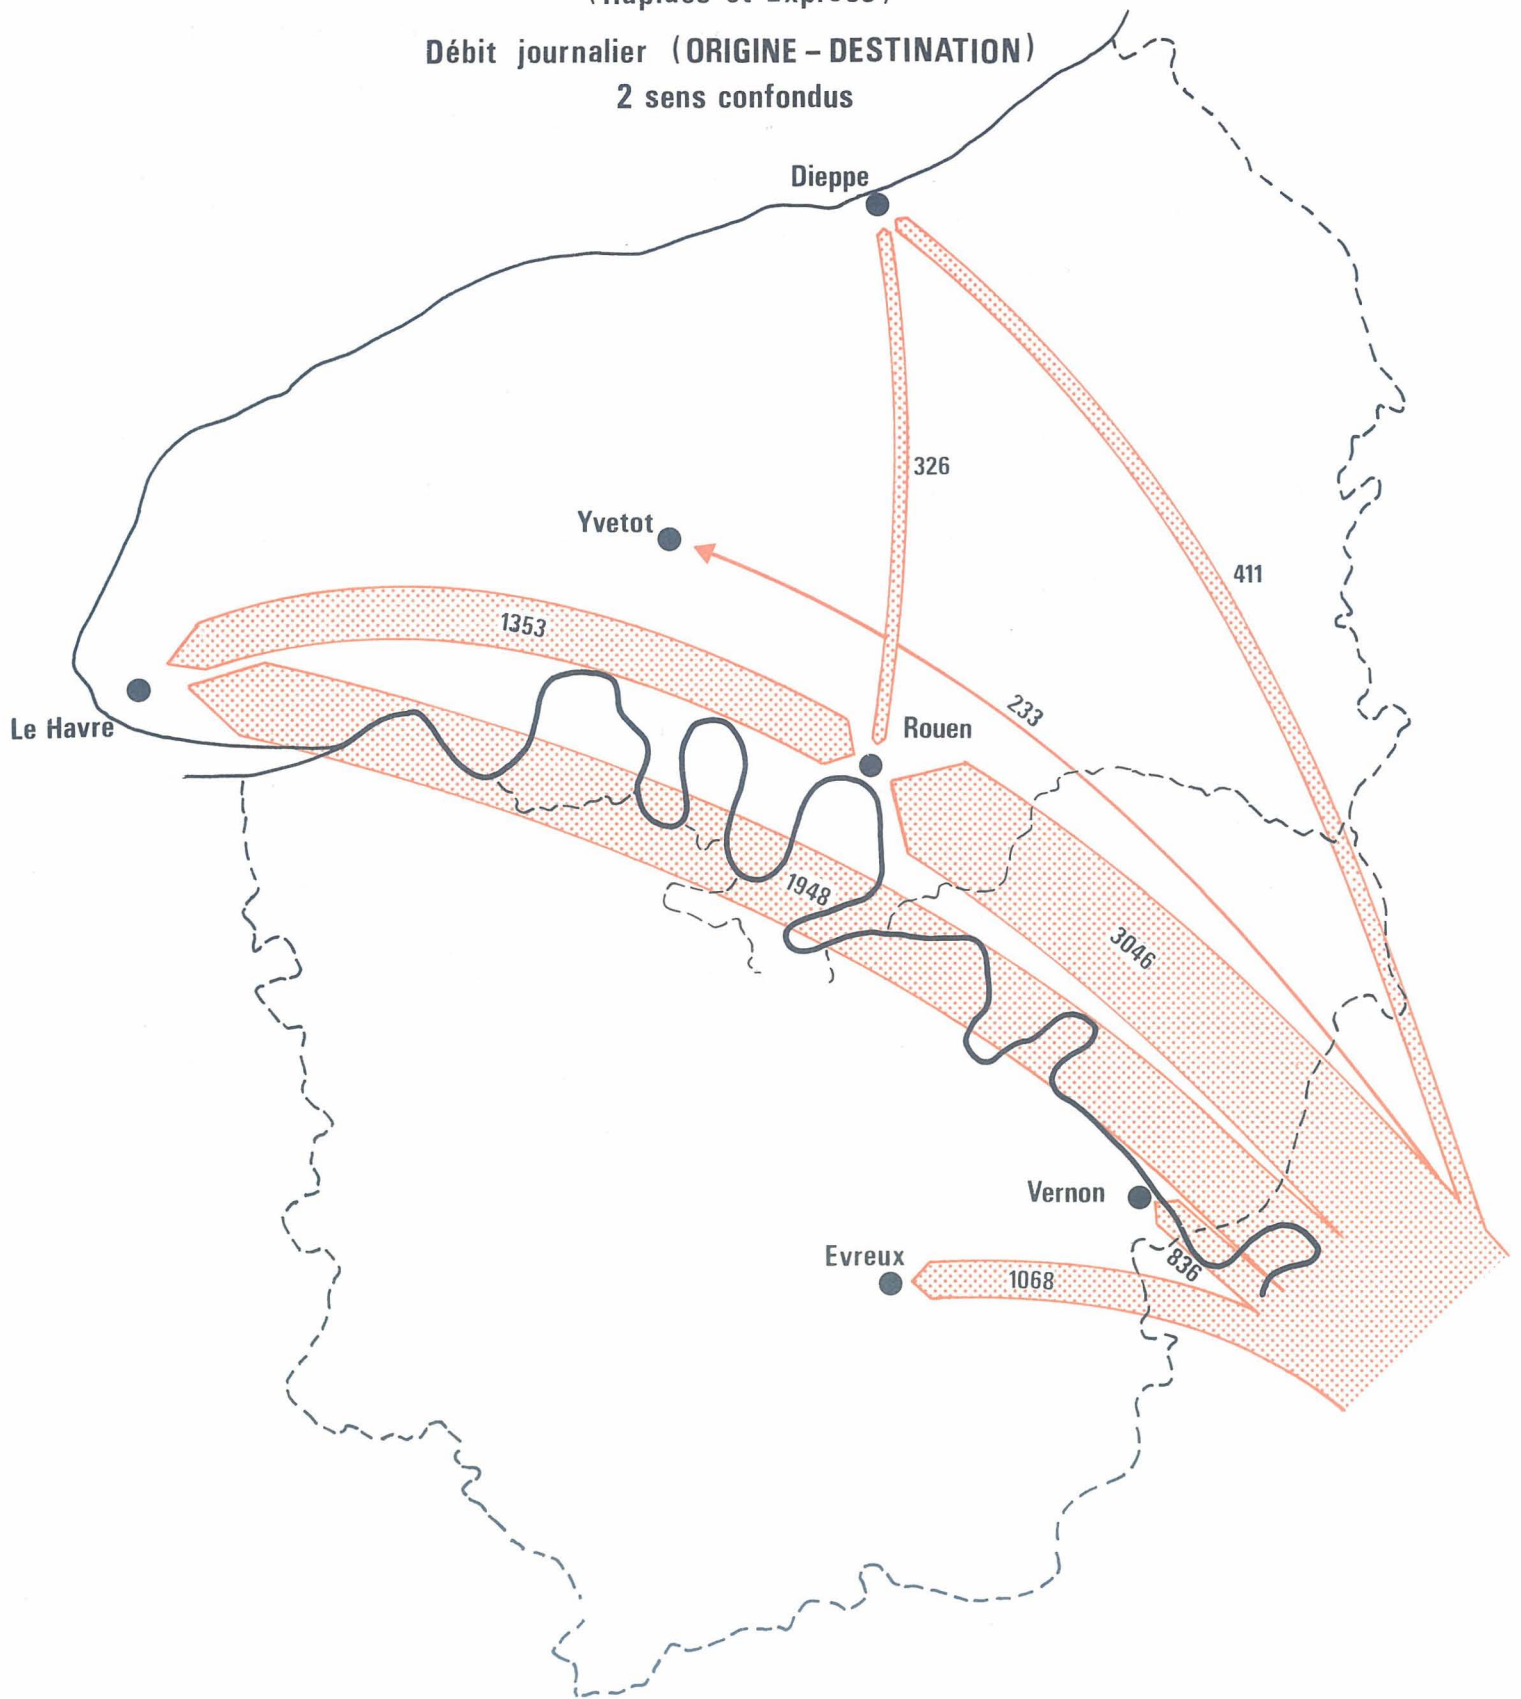 Débit journalier (ORIGINE – DESTINATION)
2 sens confondus
Dieppe
326
Yvetot
411
1353
233
Le Havre
Rouen
1948
3046
Vernon
Evreux
836
1068